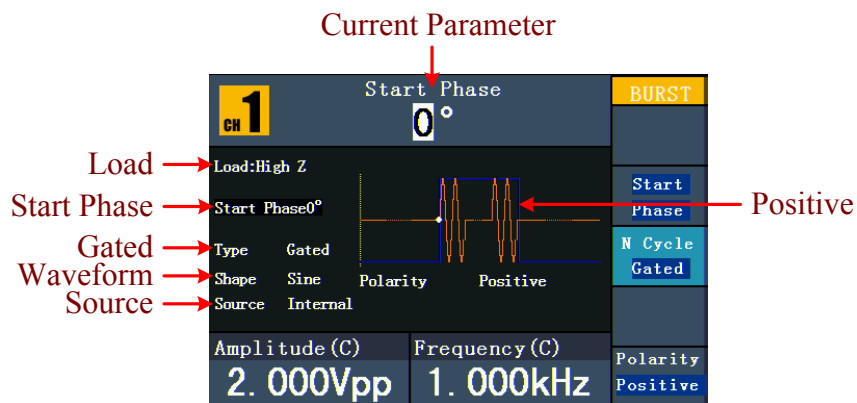 Current Parameter
CH 1
Start Phase
0°
BURST
Load
Load:High Z
Start Phase
Start Phase0°
Gated
Type Gated
Waveform
Shape Sine
Source
Source Internal
Polarity Positive
Positive
Start
Phase
N Cycle
Gated
Polarity
Positive
Amplitude(C)
2.000Vpp
Frequency(C)
1.000kHz